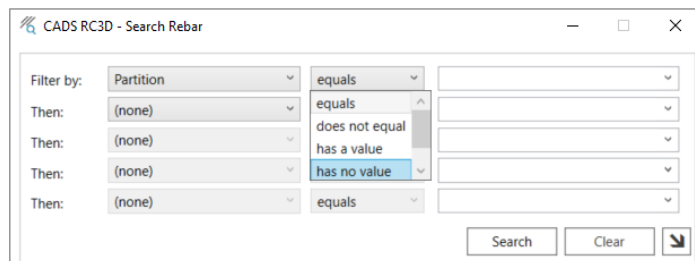 CADS RC3D - Search Rebar
Filter by: Partition equals
Then: (none) equals
does not equal
Then: (none) has a value
Then: (none) has no value
Then: (none) equals
Search Clear